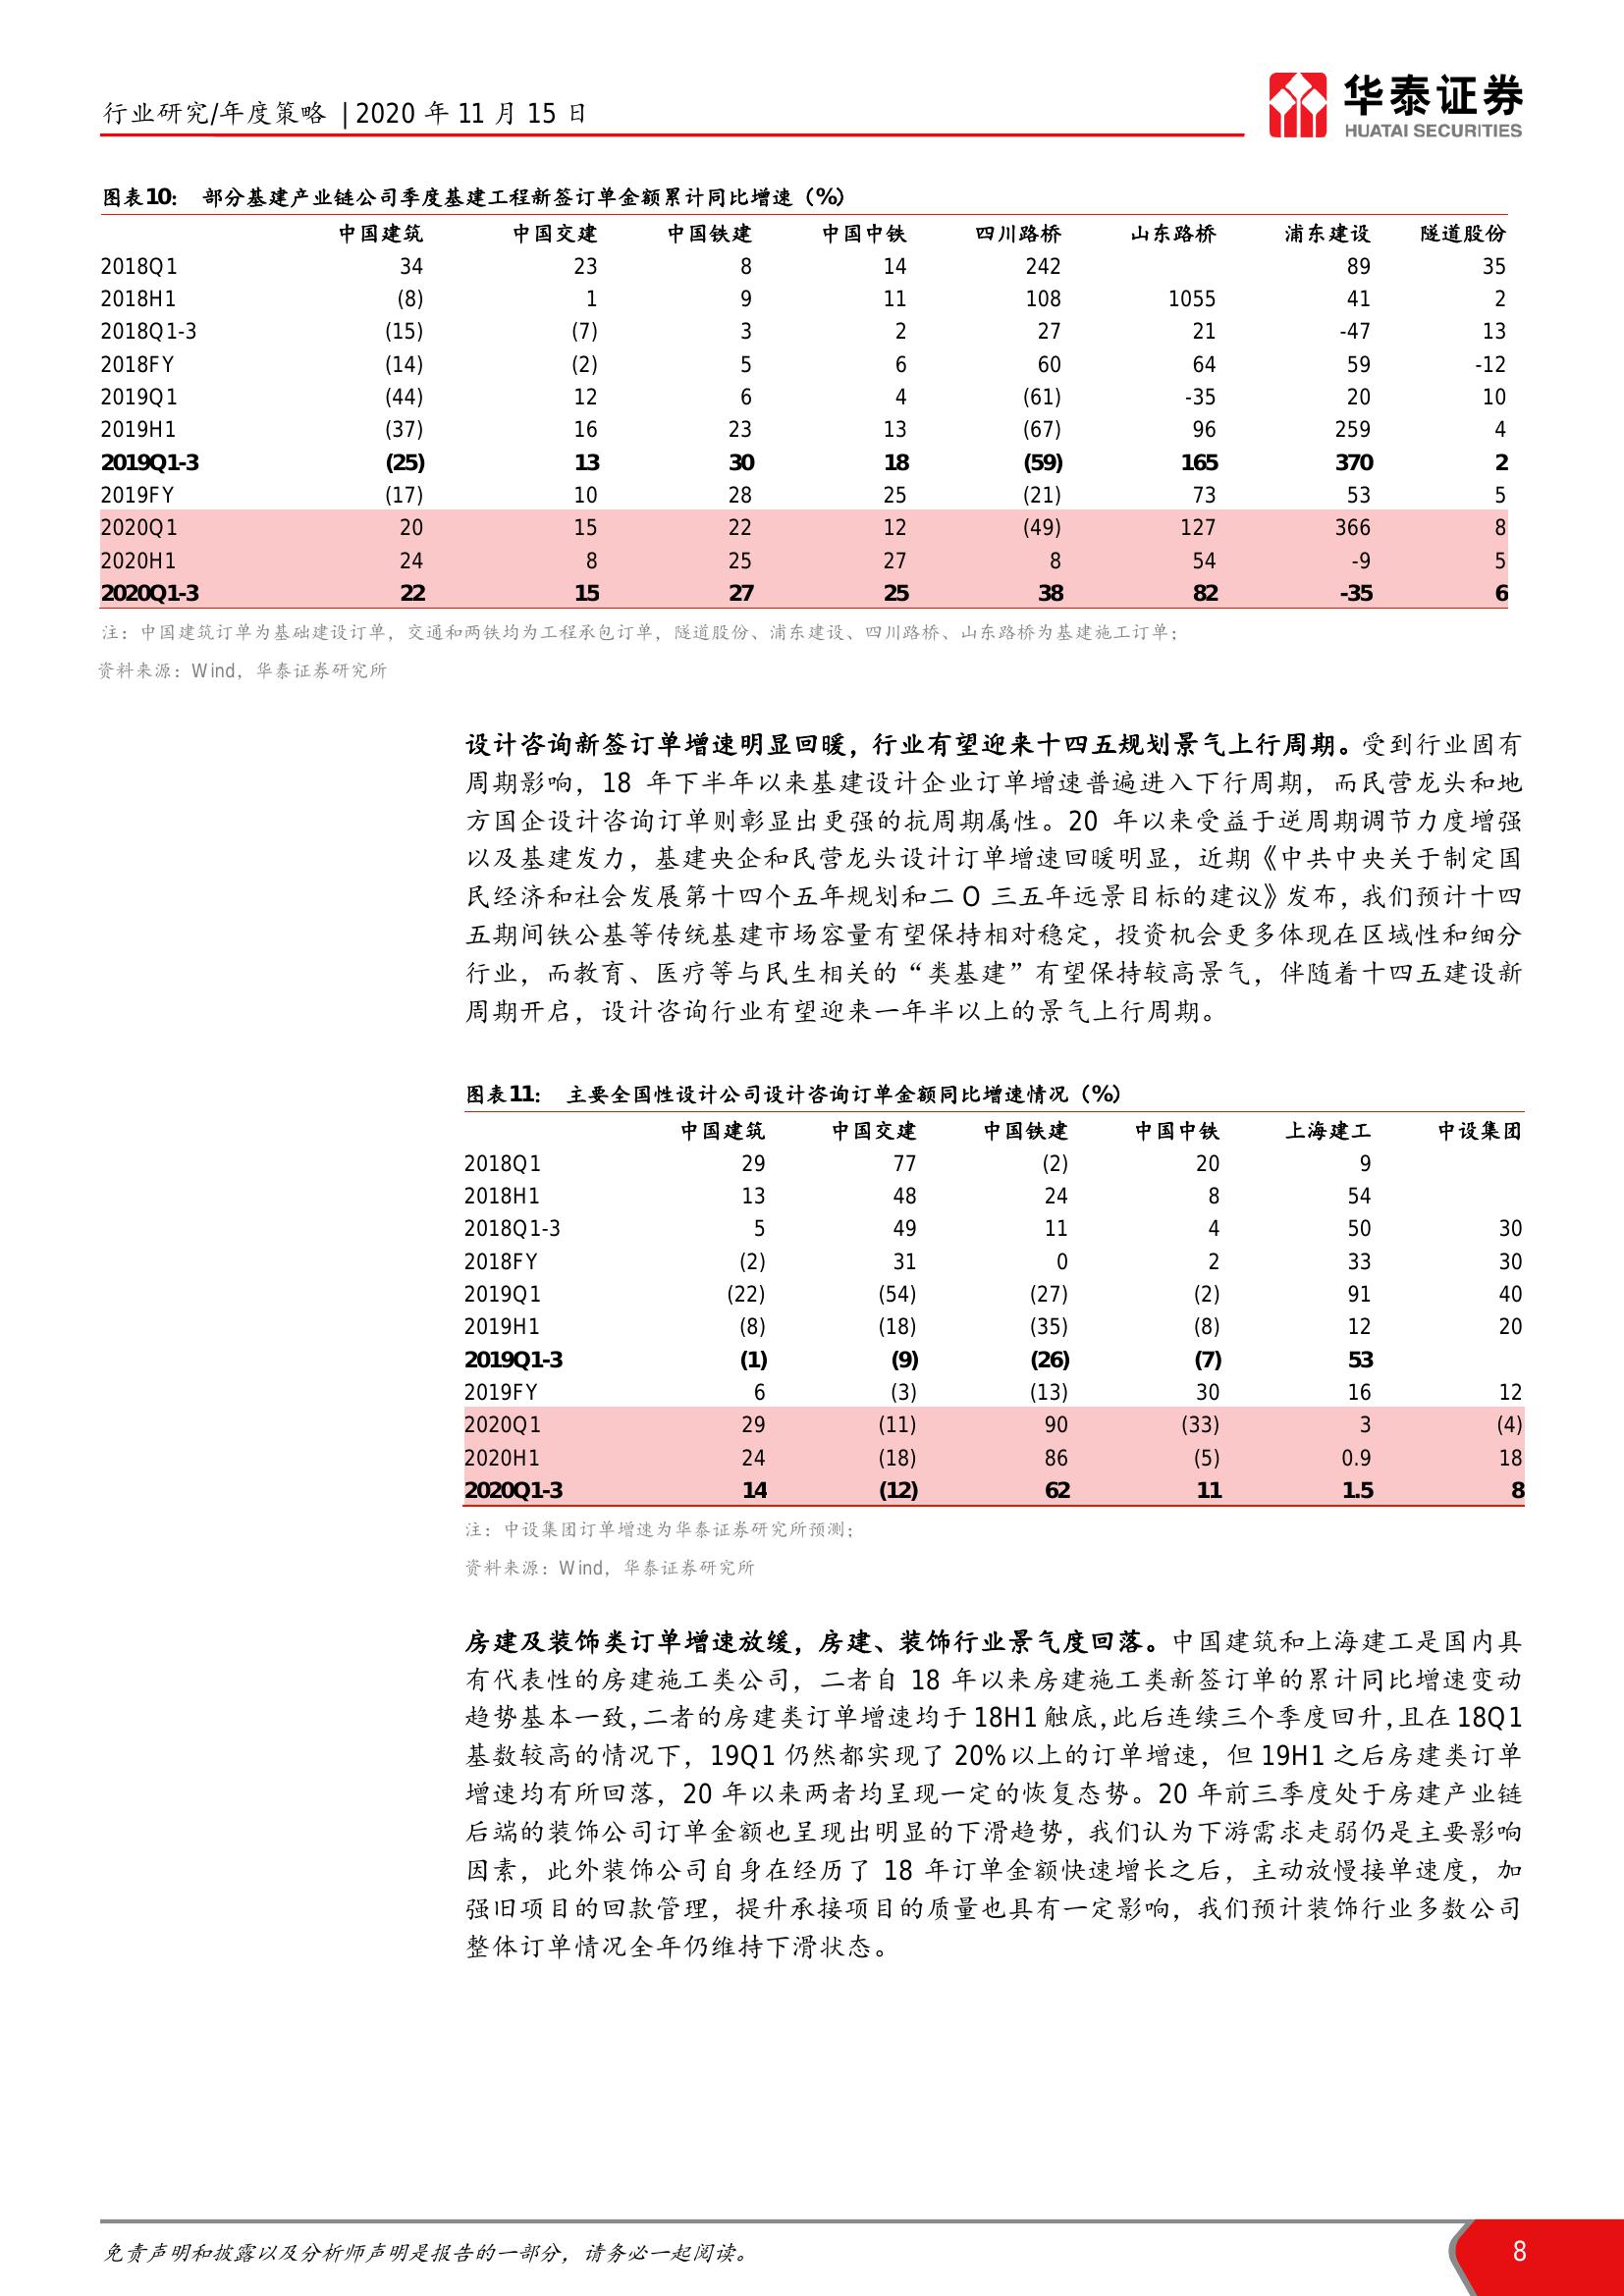 行业研究/年度策略 | 2020 年 11 月 15 日
华泰证券
HUATAI SECURITIES
图表10： 部分基建产业链公司季度基建工程新签订单金额累计同比增速（%）
中国建筑 中国交建 中国铁建 中国中铁 四川路桥 山东路桥 浦东建设 隧道股份
2018Q1 34 23 8 14 242 89 35
2018H1 (8) 1 9 11 108 1055 41 2
2018Q1-3 (15) (7) 3 2 27 21 -47 13
2018FY (14) (2) 5 6 60 64 59 -12
2019Q1 (44) 12 6 4 (61) -35 20 10
2019H1 (37) 16 23 13 (67) 96 259 4
2019Q1-3 (25) 13 30 18 (59) 165 370 2
2019FY (17) 10 28 25 (21) 73 53 5
2020Q1 20 15 22 12 (49) 127 366 8
2020H1 24 8 25 27 8 54 -9 5
2020Q1-3 22 15 27 25 38 82 -35 6
注：中国建筑订单为基础建设订单，交通和两铁均为工程承包订单，隧道股份、浦东建设、四川路桥、山东路桥为基建施工订单；
资料来源：Wind，华泰证券研究所
设计咨询新签订单增速明显回暖，行业有望迎来十四五规划景气上行周期。受到行业固有
周期影响，18 年下半年以来基建设计企业订单增速普遍进入下行周期，而民营龙头和地
方国企设计咨询订单则彰显出更强的抗周期属性。20 年以来受益于逆周期调节力度增强
以及基建发力，基建央企和民营龙头设计订单增速回暖明显，近期《中共中央关于制定国
民经济和社会发展第十四个五年规划和二 O 三五年远景目标的建议》发布，我们预计十四
五期间铁公基等传统基建市场容量有望保持相对稳定，投资机会更多体现在区域性和细分
行业，而教育、医疗等与民生相关的“类基建”有望保持较高景气，伴随着十四五建设新
周期开启，设计咨询行业有望迎来一年半以上的景气上行周期。
图表11： 主要全国性设计公司设计咨询订单金额同比增速情况（%）
中国建筑 中国交建 中国铁建 中国中铁 上海建工 中设集团
2018Q1 29 77 (2) 20 9
2018H1 13 48 24 8 54
2018Q1-3 5 49 11 4 50 30
2018FY (2) 31 0 2 33 30
2019Q1 (22) (54) (27) (2) 91 40
2019H1 (8) (18) (35) (8) 12 20
2019Q1-3 (1) (9) (26) (7) 53
2019FY 6 (3) (13) 30 16 12
2020Q1 29 (11) 90 (33) 3 (4)
2020H1 24 (18) 86 (5) 0.9 18
2020Q1-3 14 (12) 62 11 1.5 8
注：中设集团订单增速为华泰证券研究所预测；
资料来源：Wind，华泰证券研究所
房建及装饰类订单增速放缓，房建、装饰行业景气度回落。中国建筑和上海建工是国内具
有代表性的房建施工类公司，二者自 18 年以来房建施工类新签订单的累计同比增速变动
趋势基本一致，二者的房建类订单增速均于 18H1 触底，此后连续三个季度回升，且在 18Q1
基数较高的情况下，19Q1 仍然都实现了 20%以上的订单增速，但 19H1 之后房建类订单
增速均有所回落，20 年以来两者均呈现一定的恢复态势。20 年前三季度处于房建产业链
后端的装饰公司订单金额也呈现出明显的下滑趋势，我们认为下游需求走弱仍是主要影响
因素，此外装饰公司自身在经历了 18 年订单金额快速增长之后，主动放慢接单速度，加
强旧项目的回款管理，提升承接项目的质量也具有一定影响，我们预计装饰行业多数公司
整体订单情况全年仍维持下滑状态。
免责声明和披露以及分析师声明是报告的一部分，请务必一起阅读。
8